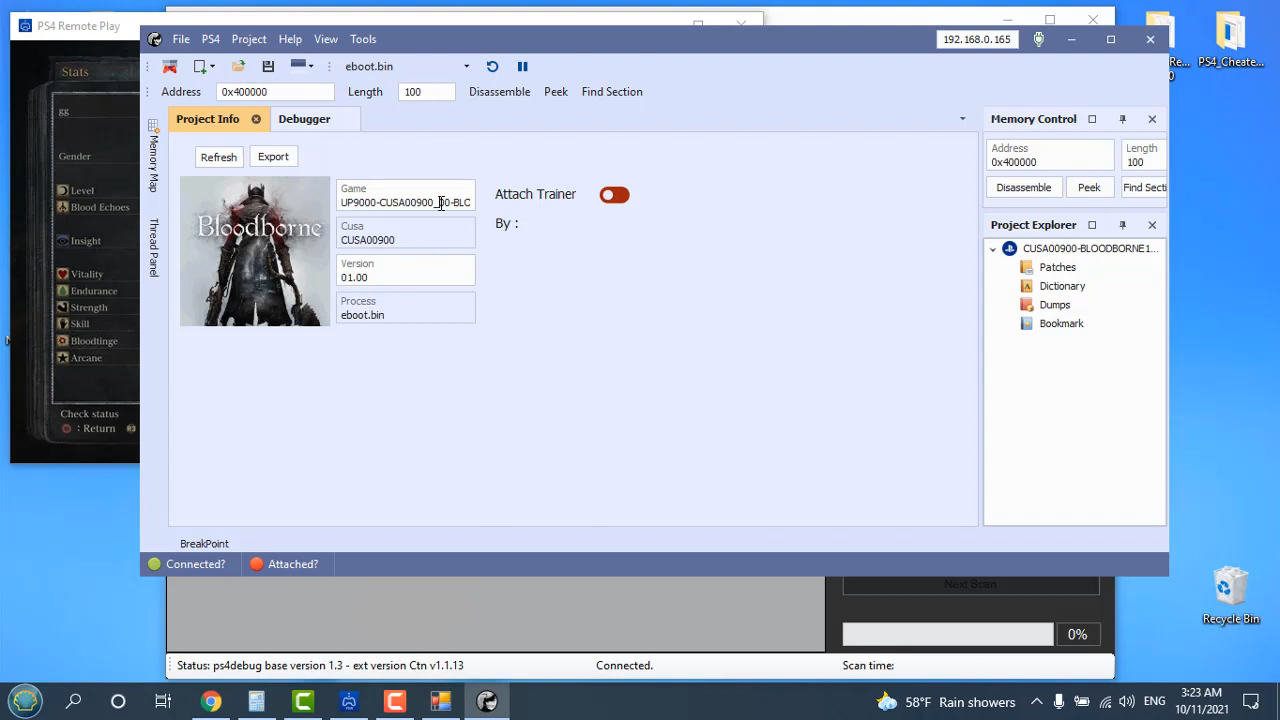 PS4 Remote Play
File PS4 Project Help View Tools
192.168.0.165
eboot.bin
Address 0x400000 Length 100 Disassemble Peek Find Section
Project Info
Debugger
Memory Map
Thread Panel
Refresh
Export
Bloodborne
Game
UP9000-CUSA00900_00-BLC
Cusa
CUSA00900
Version
01.00
Process
eboot.bin
Attach Trainer
By :
BreakPoint
Connected?
Attached?
Memory Control
Address
0x400000
Length
100
Disassemble
Peek
Find Secti
Project Explorer
CUSA00900-BLOODBORNE1...
Patches
Dictionary
Dumps
Bookmark
Stats
gg
Gender
Level
Blood Echoes
Insight
Vitality
Endurance
Strength
Skill
Bloodtinge
Arcane
Check status
: Return
PS4_Cheate...
Recycle Bin
Next Scan
0%
Status: ps4debug base version 1.3 - ext version Ctn v1.1.13
Connected.
Scan time:
58°F Rain showers
ENG
3:23 AM
10/11/2021